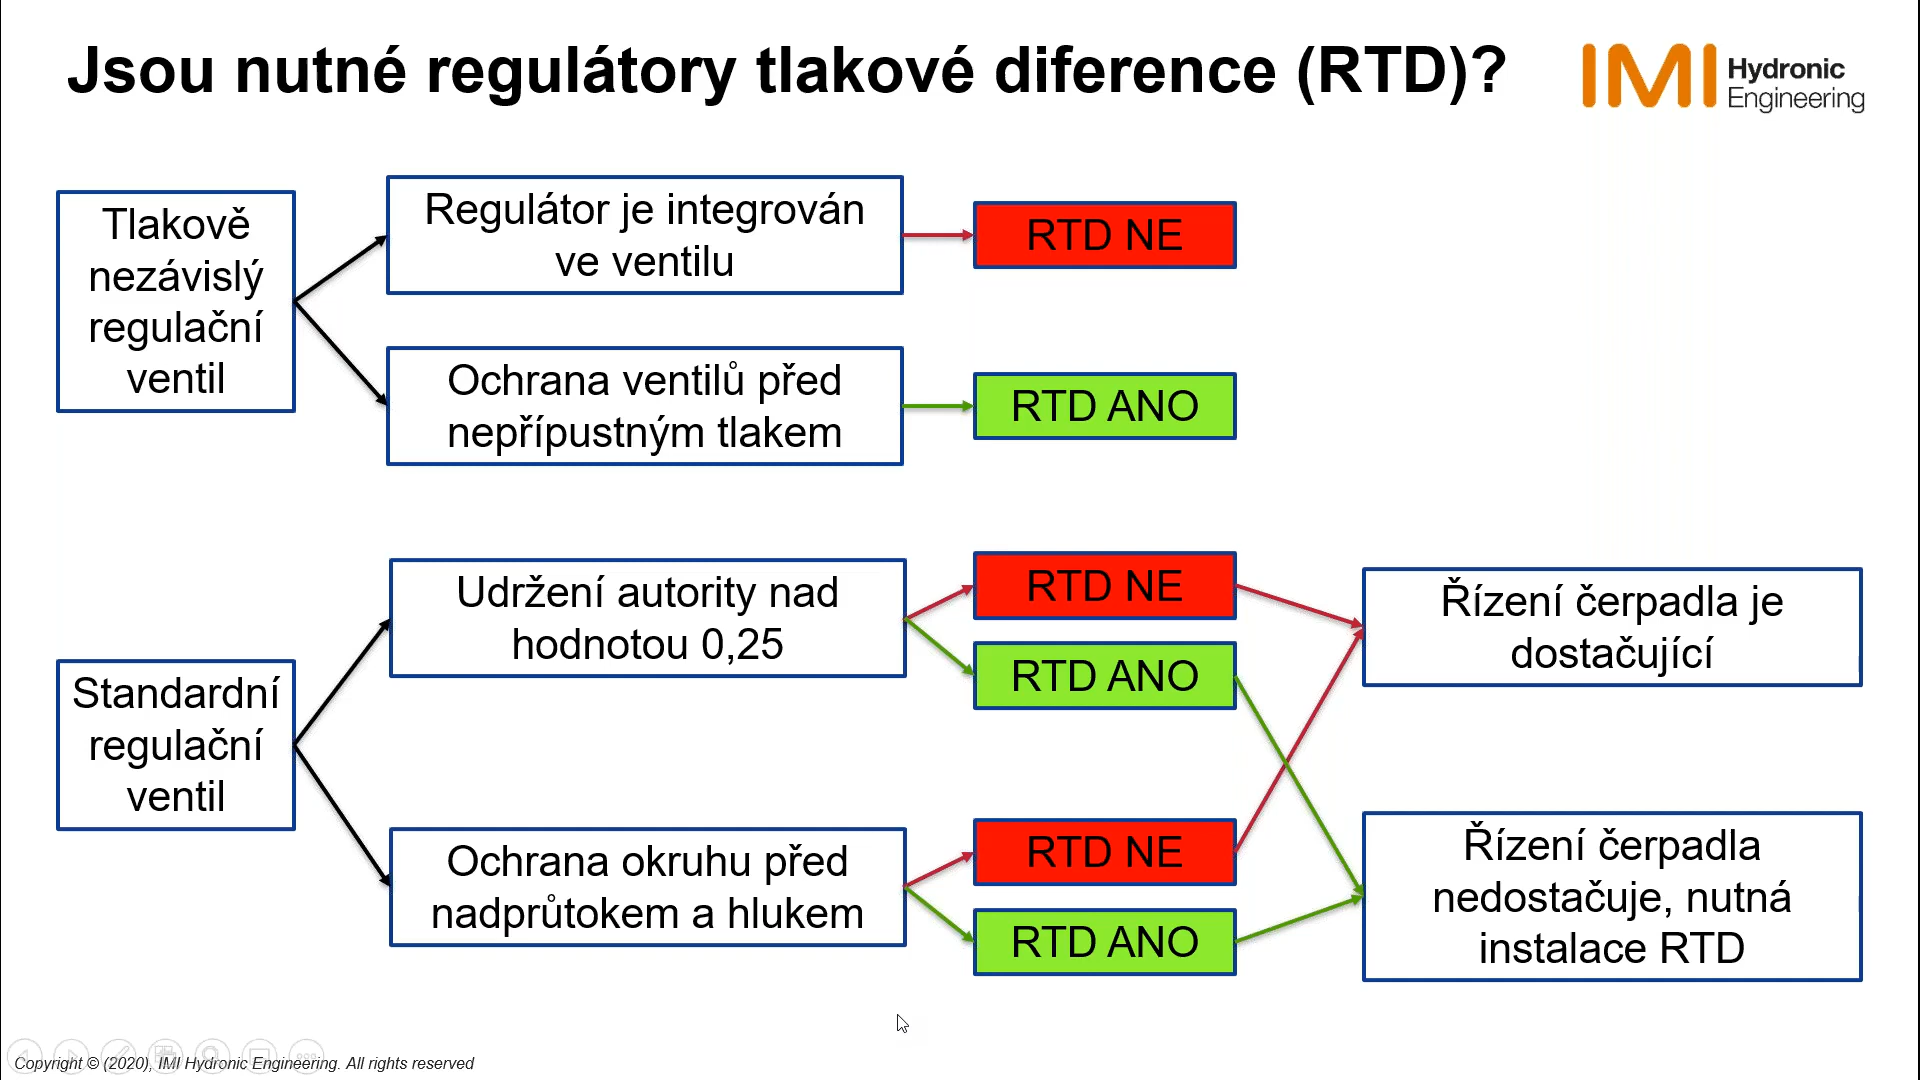 Jsou nutné regulátory tlakové diference (RTD)?
IMI Hydronic
Engineering
Tlakově
nezávislý
regulační
ventil
Regulátor je integrován
ve ventilu
RTD NE
Ochrana ventilů před
nepřípustným tlakem
RTD ANO
Standardní
regulační
ventil
Udržení autority nad
hodnotou 0,25
RTD NE
RTD ANO
Řízení čerpadla je
dostačující
Ochrana okruhu před
nadprůtokem a hlukem
RTD NE
RTD ANO
Řízení čerpadla
nedostačuje, nutná
instalace RTD
Copyright © (2020), IMI Hydronic Engineering. All rights reserved